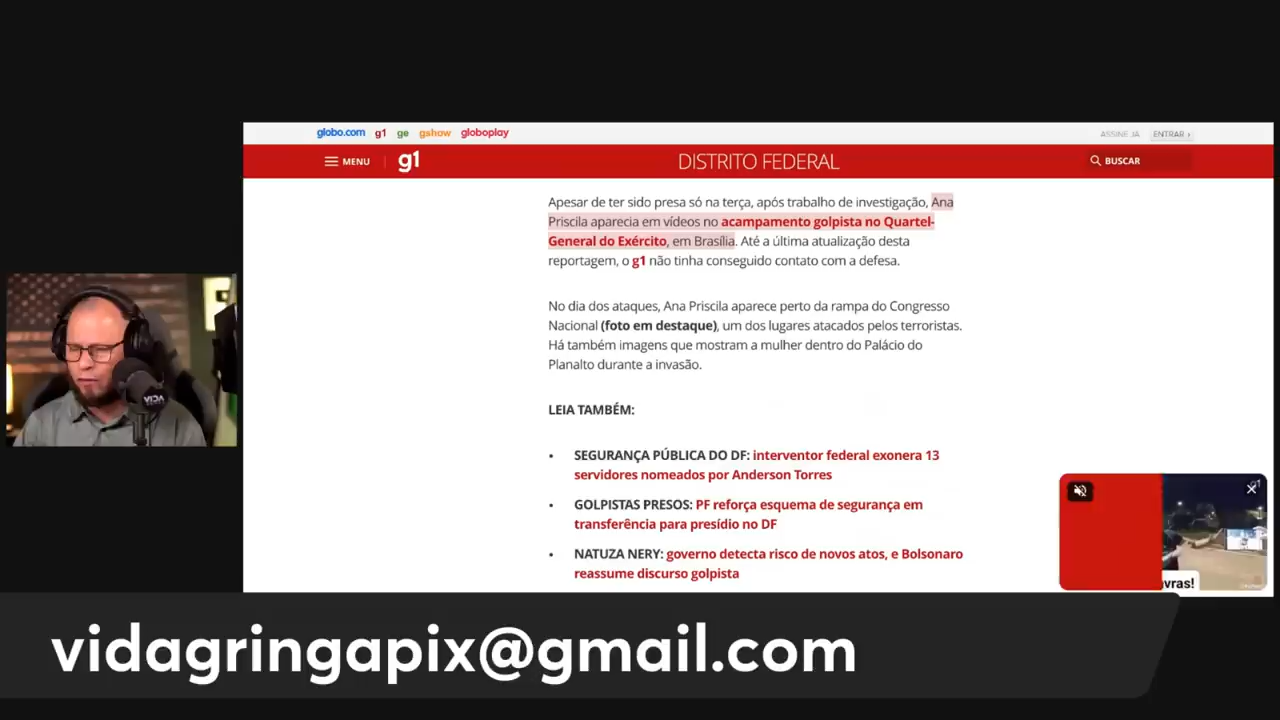 globo.com g1 ge gshow globoplay
ASSINE JÁ ENTRAR ›
MENU g1 DISTRITO FEDERAL BUSCAR
Apesar de ter sido presa só na terça, após trabalho de investigação, Ana
Priscila aparecia em vídeos no acampamento golpista no Quartel-
General do Exército, em Brasília. Até a última atualização desta
reportagem, o g1 não tinha conseguido contato com a defesa.
No dia dos ataques, Ana Priscila aparece perto da rampa do Congresso
Nacional (foto em destaque), um dos lugares atacados pelos terroristas.
Há também imagens que mostram a mulher dentro do Palácio do
Planalto durante a invasão.
LEIA TAMBÉM:
• SEGURANÇA PÚBLICA DO DF: interventor federal exonera 13
servidores nomeados por Anderson Torres
• GOLPISTAS PRESOS: PF reforça esquema de segurança em
transferência para presídio no DF
• NATUZA NERY: governo detecta risco de novos atos, e Bolsonaro
reassume discurso golpista
vras!
VIDA
vidagringapix@gmail.com